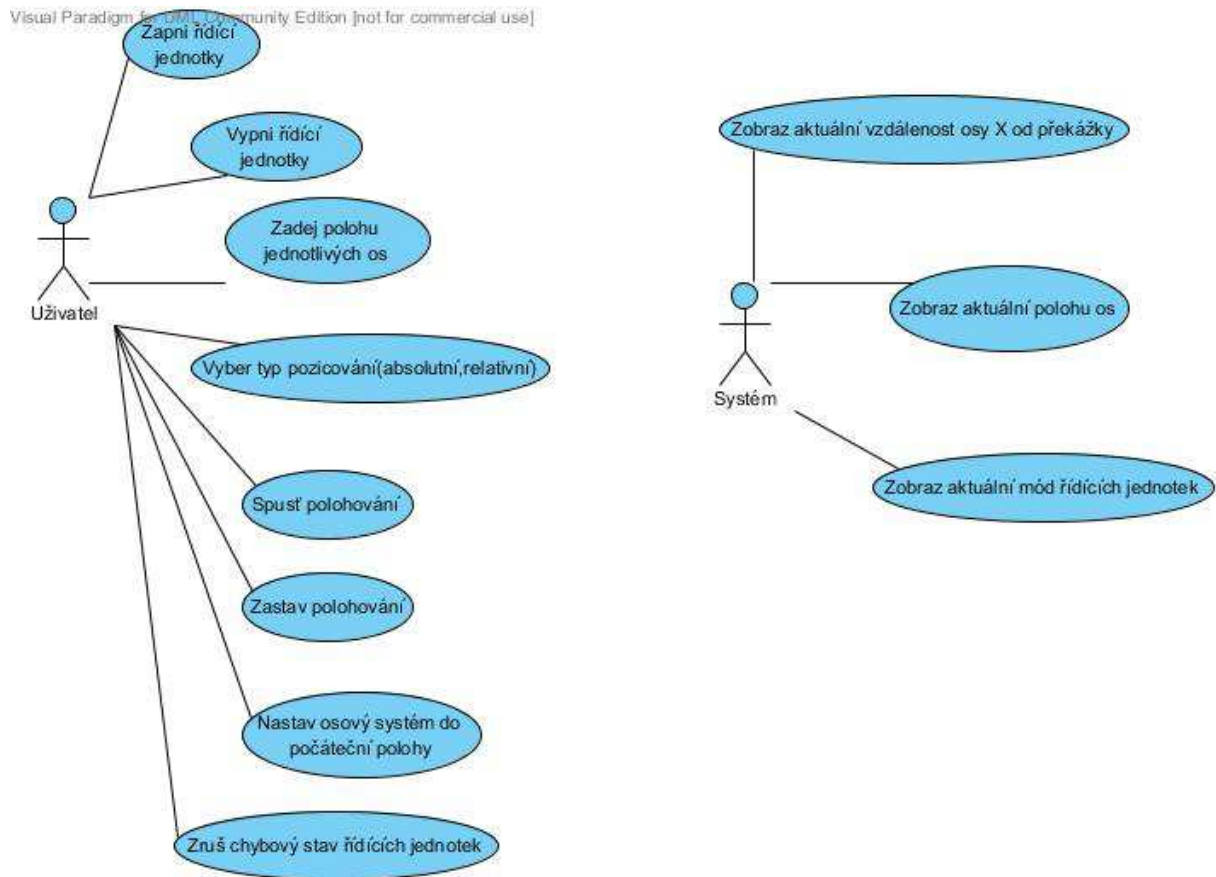 Visual Paradigm for UML Community Edition [not for commercial use]
Zapni řídící
jednotky
Vypni řídící
jednotky
Zadej polohu
jednotlivých os
Uživatel
Vyber typ pozicování(absolutní,relativní)
Spusť polohování
Zastav polohování
Nastav osový systém do
počáteční polohy
Zruš chybový stav řídících jednotek
Zobraz aktuální vzdálenost osy X od překážky
Zobraz aktuální polohu os
Systém
Zobraz aktuální mód řídících jednotek